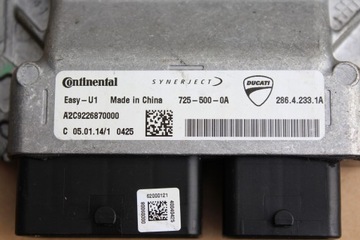 Continental SYNERJECT DUCATI
Easy-U1 Made in China 725-500-0A 286.4.233.1A
A2C9226870000
C 05.01.14/1 0425
62000121